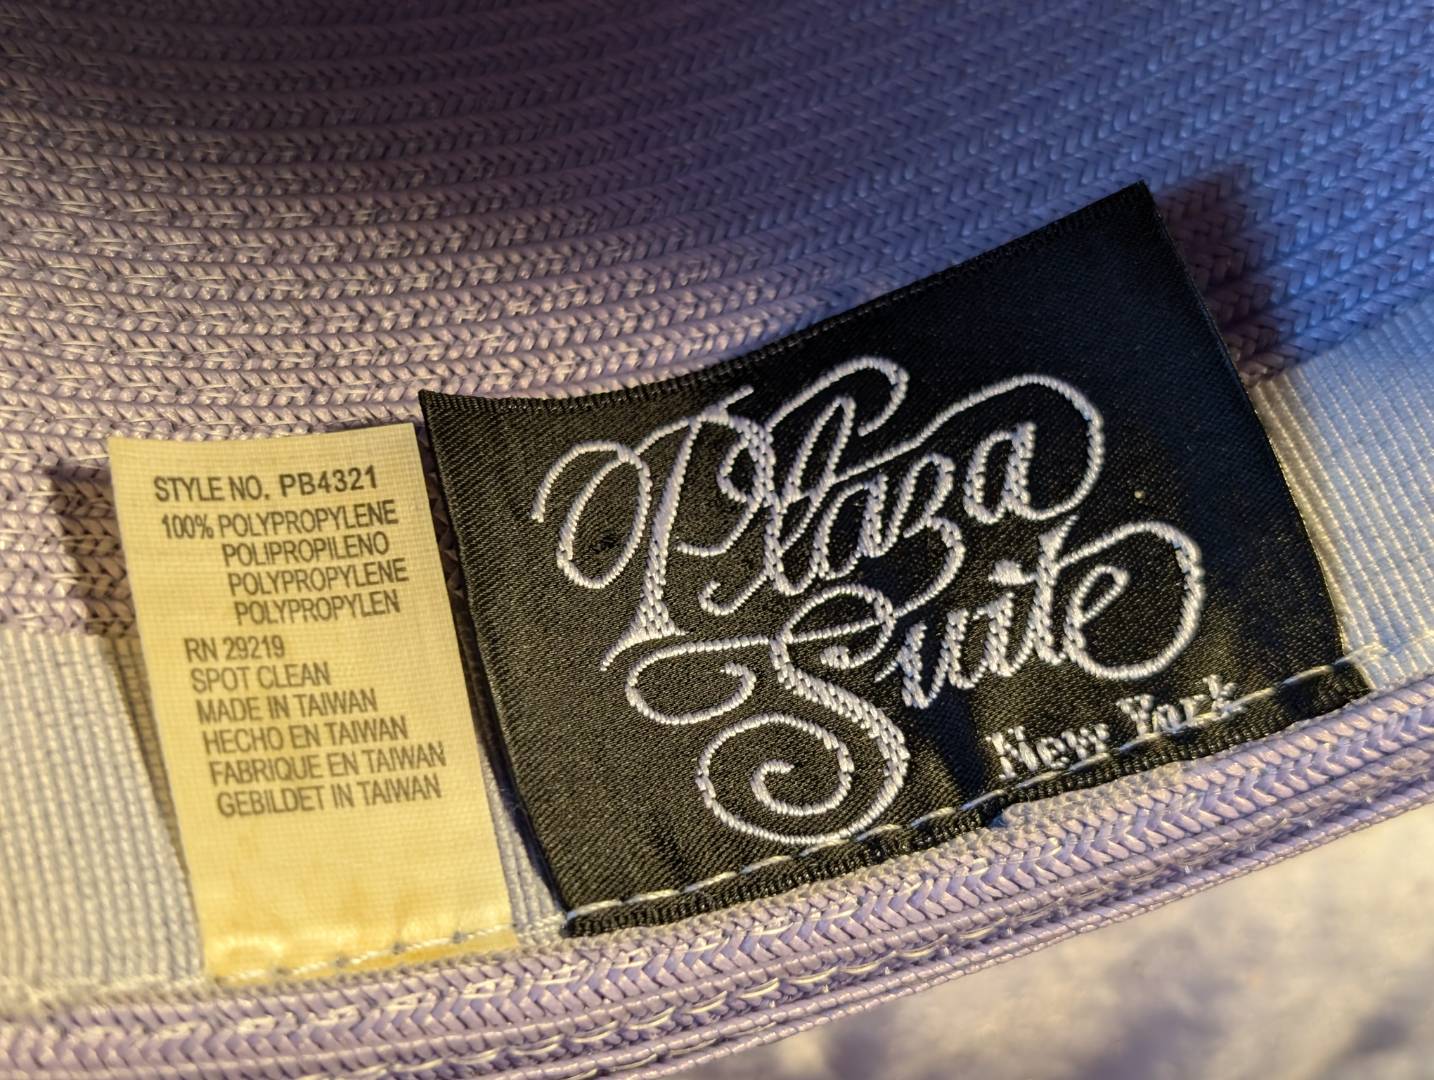 STYLE NO. PB4321
100% POLYPROPYLENE
POLIPROPILENO
POLYPROPYLENE
POLYPROPYLEN
RN 29219
SPOT CLEAN
MADE IN TAIWAN
HECHO EN TAIWAN
FABRIQUE EN TAIWAN
GEBILDET IN TAIWAN
Plaza
Suite
New York